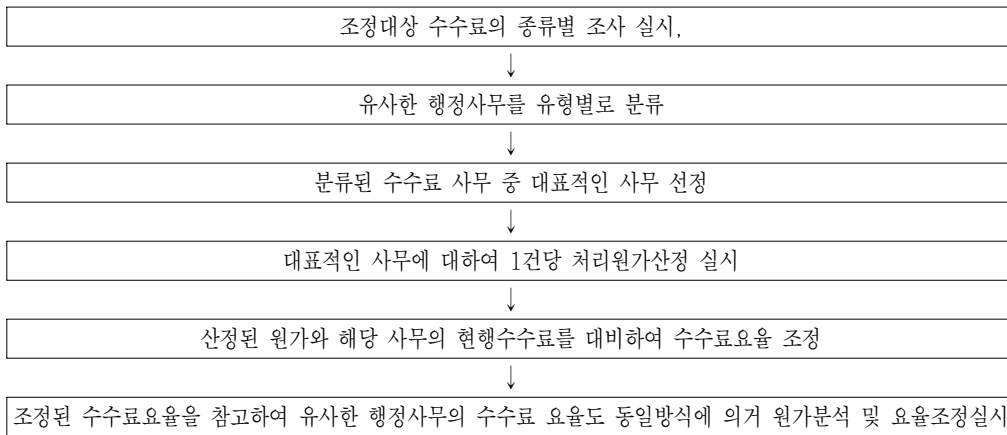 조정대상 수수료의 종류별 조사 실시,
↓
유사한 행정사무를 유형별로 분류
↓
분류된 수수료 사무 중 대표적인 사무 선정
↓
대표적인 사무에 대하여 1건당 처리원가산정 실시
↓
산정된 원가와 해당 사무의 현행수수료를 대비하여 수수료요율 조정
↓
조정된 수수료요율을 참고하여 유사한 행정사무의 수수료 요율도 동일방식에 의거 원가분석 및 요율조정실시